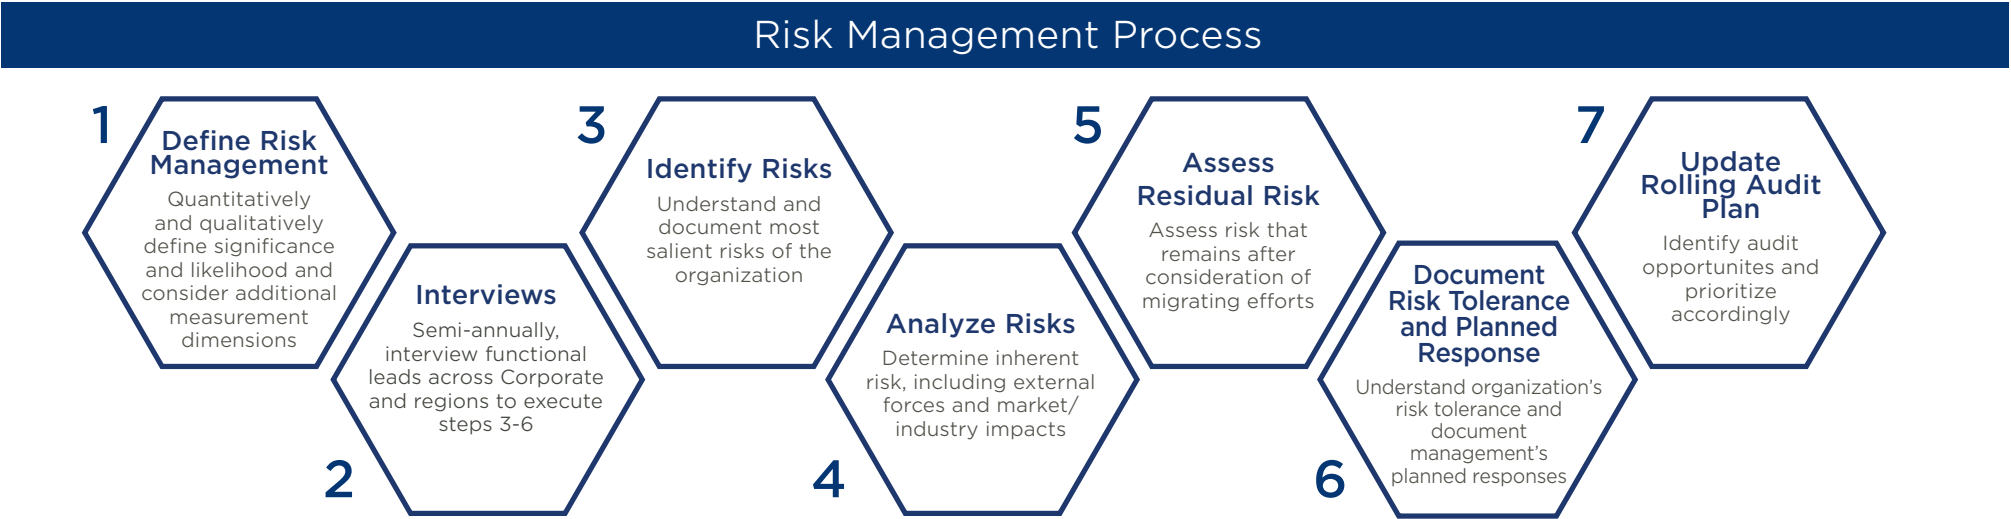 Risk Management Process
1
Define Risk
Management
Quantitatively
and qualitatively
define significance
and likelihood and
consider additional
measurement
dimensions
2
Interviews
Semi-annually,
interview functional
leads across Corporate
and regions to execute
steps 3-6
3
Identify Risks
Understand and
document most
salient risks of the
organization
4
Analyze Risks
Determine inherent
risk, including external
forces and market/
industry impacts
5
Assess
Residual Risk
Assess risk that
remains after
consideration of
migrating efforts
6
Document
Risk Tolerance
and Planned
Response
Understand organization’s
risk tolerance and
document
management’s
planned responses
7
Update
Rolling Audit
Plan
Identify audit
opportunites and
prioritize
accordingly